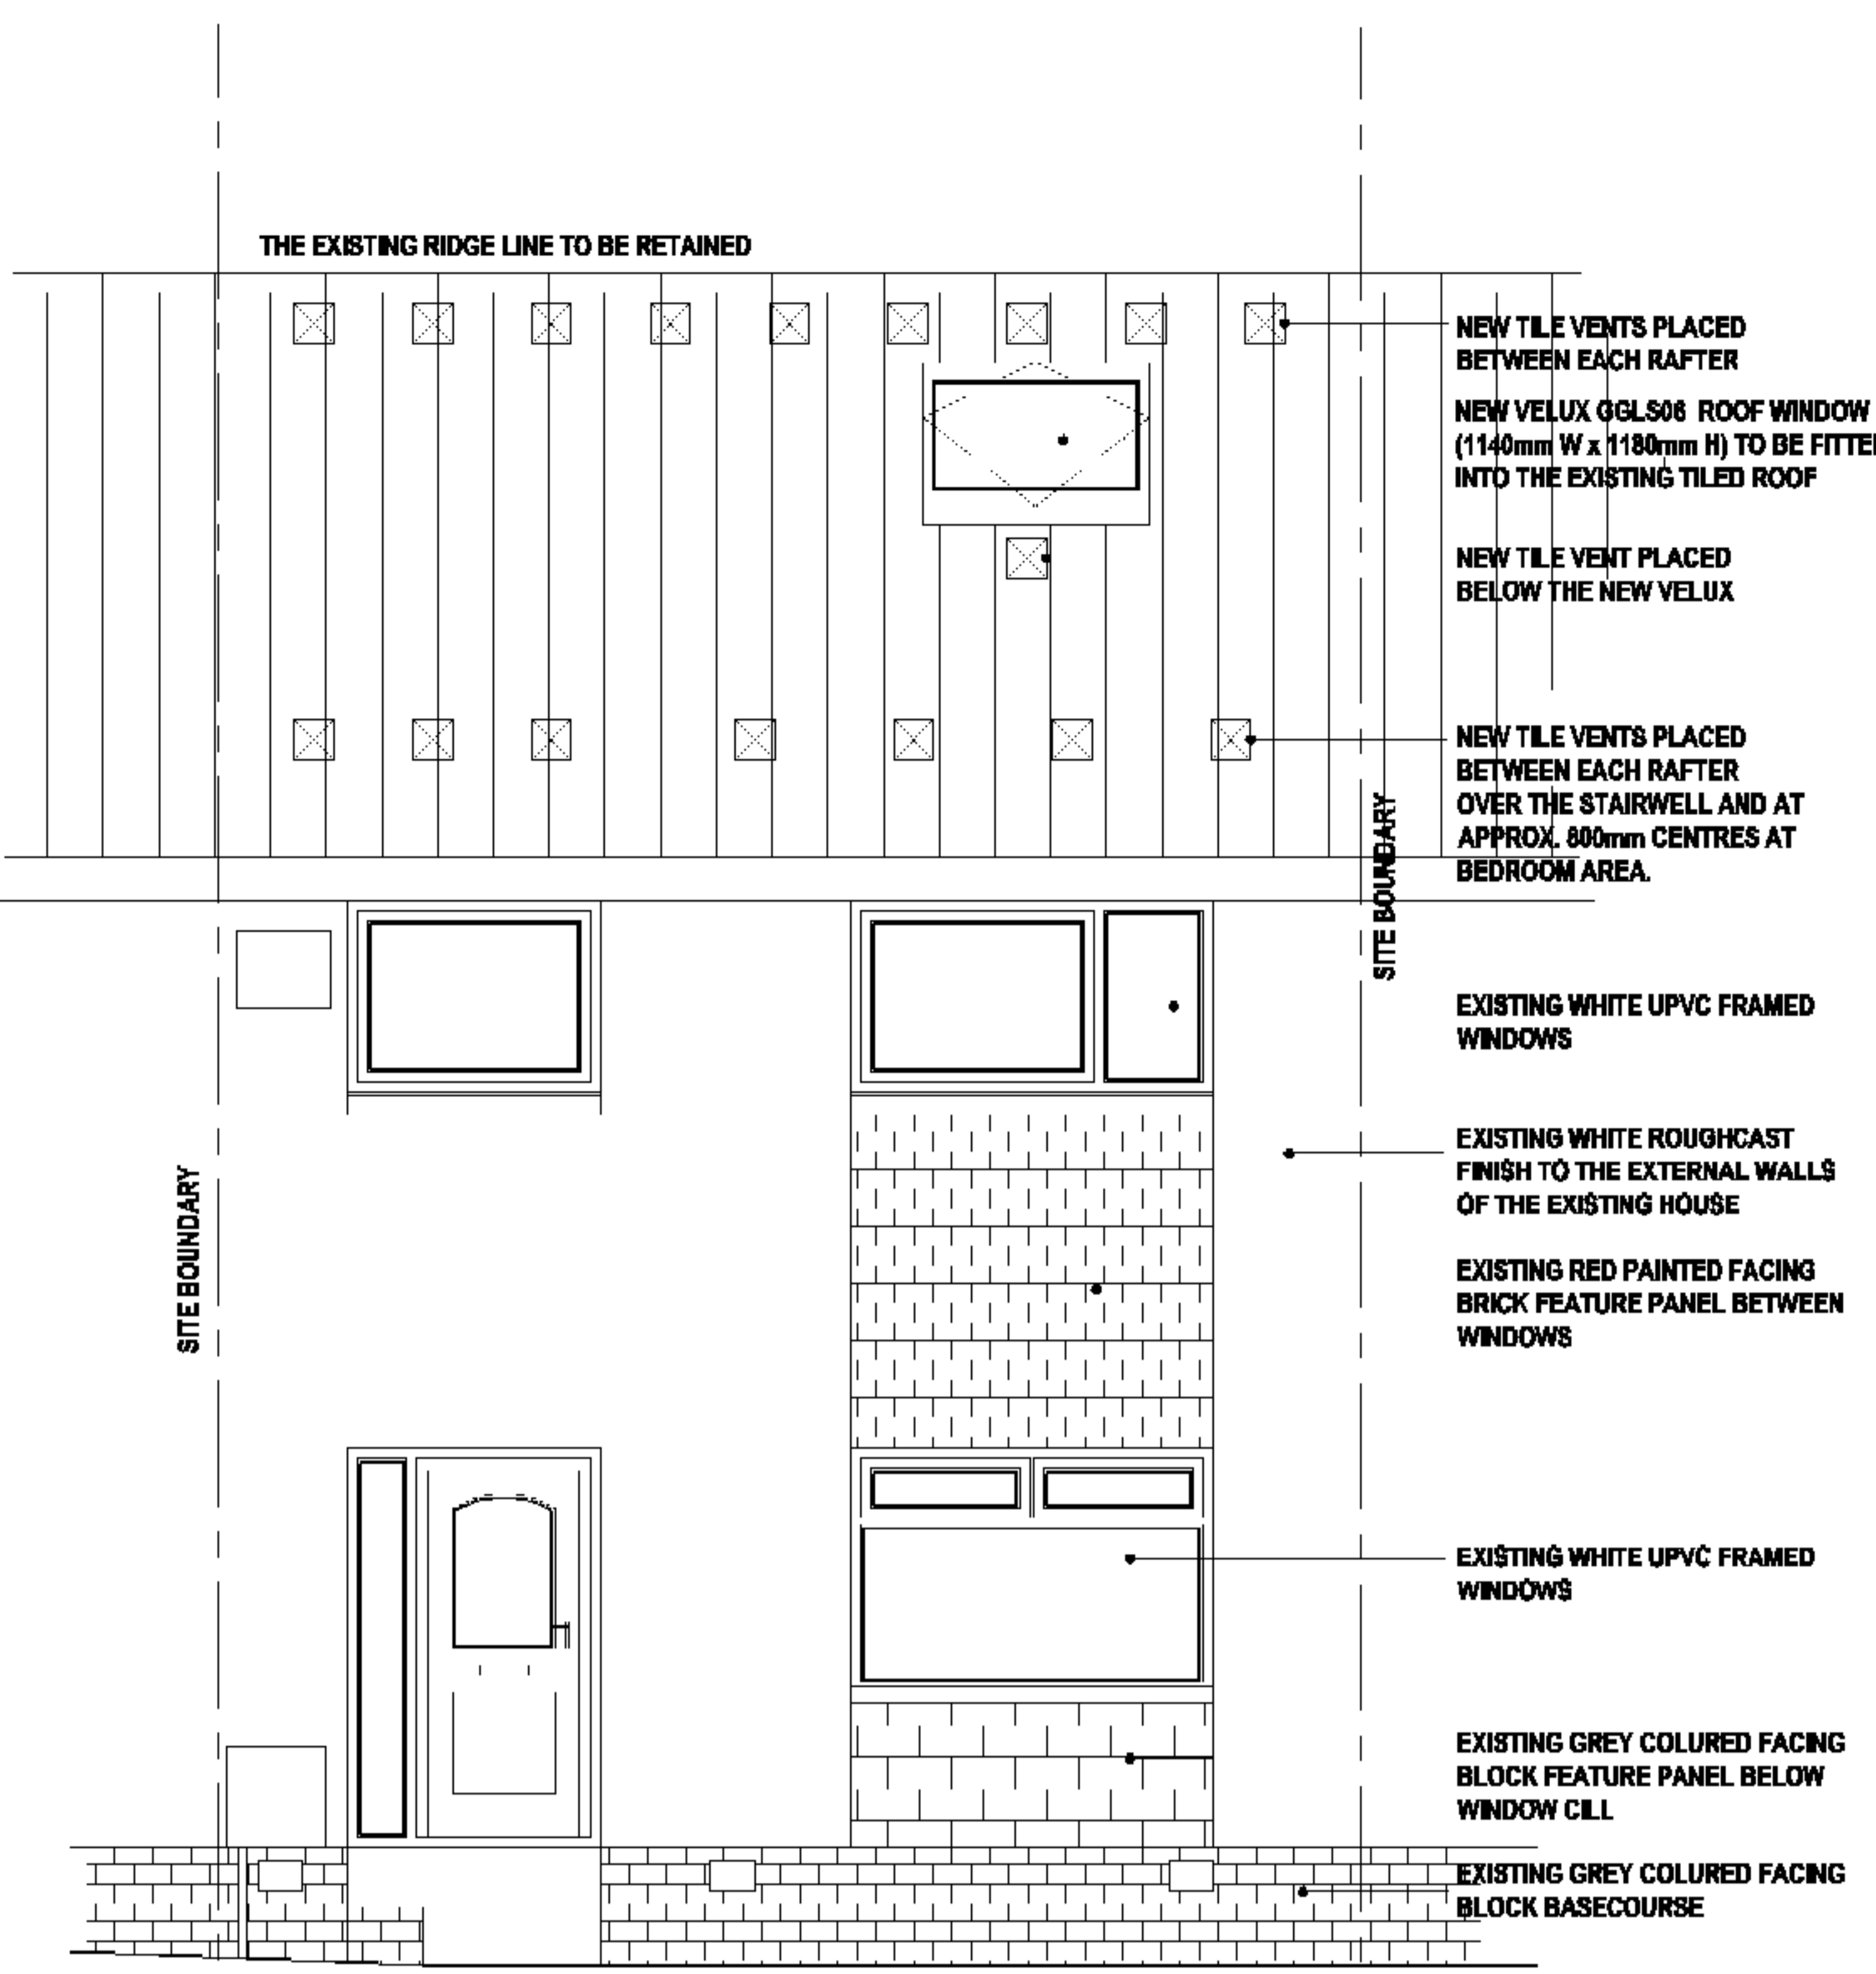 THE EXISTING RIDGE LINE TO BE RETAINED
NEW TILE VENTS PLACED
BETWEEN EACH RAFTER
NEW VELUX GGLS06 ROOF WINDOW
(1140mm W x 1180mm H) TO BE FITTE
INTO THE EXISTING TILED ROOF
NEW TILE VENT PLACED
BELOW THE NEW VELUX
NEW TILE VENTS PLACED
BETWEEN EACH RAFTER
OVER THE STAIRWELL AND AT
APPROX. 800mm CENTRES AT
BEDROOM AREA.
SITE BOUNDARY
EXISTING WHITE UPVC FRAMED
WINDOWS
EXISTING WHITE ROUGHCAST
FINISH TO THE EXTERNAL WALLS
OF THE EXISTING HOUSE
SITE BOUNDARY
EXISTING RED PAINTED FACING
BRICK FEATURE PANEL BETWEEN
WINDOWS
EXISTING WHITE UPVC FRAMED
WINDOWS
EXISTING GREY COLURED FACING
BLOCK FEATURE PANEL BELOW
WINDOW CILL
EXISTING GREY COLURED FACING
BLOCK BASECOURSE